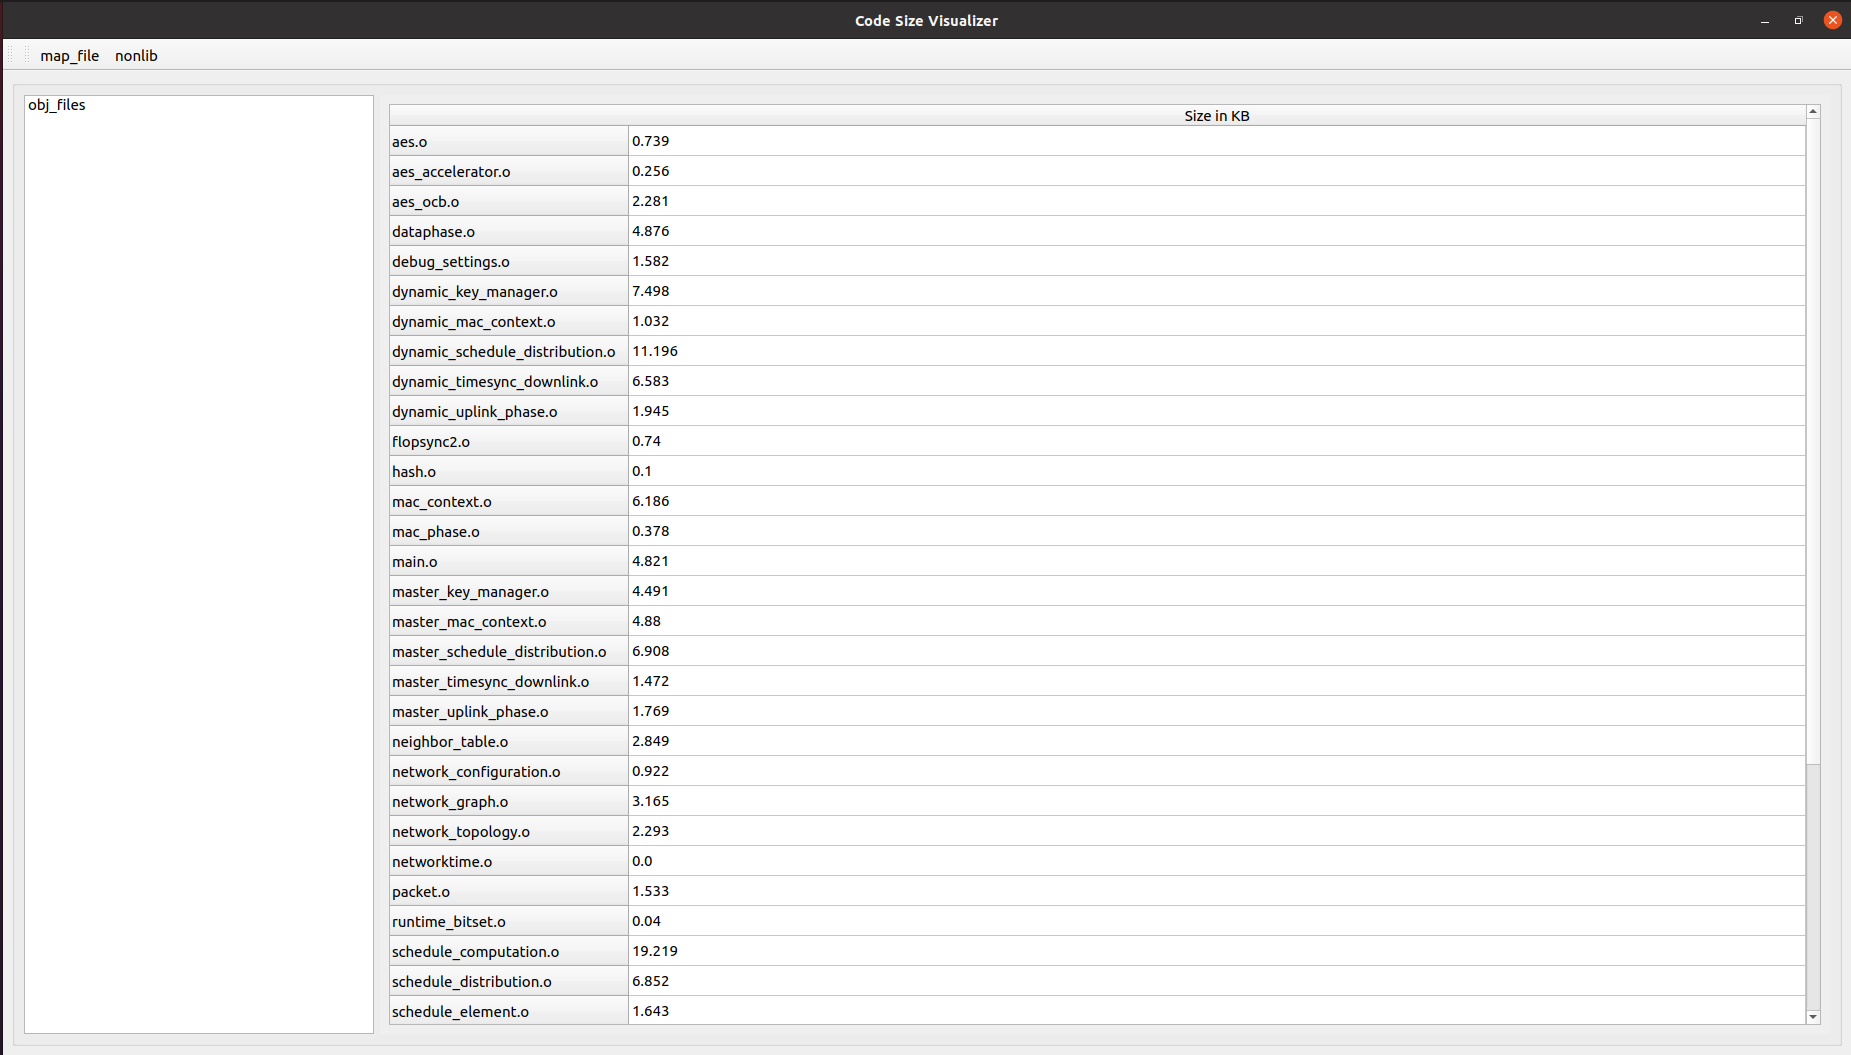 Code Size Visualizer
map_file nonlib
obj_files
Size in KB
aes.o 0.739
aes_accelerator.o 0.256
aes_ocb.o 2.281
dataphase.o 4.876
debug_settings.o 1.582
dynamic_key_manager.o 7.498
dynamic_mac_context.o 1.032
dynamic_schedule_distribution.o 11.196
dynamic_timesync_downlink.o 6.583
dynamic_uplink_phase.o 1.945
flopsync2.o 0.74
hash.o 0.1
mac_context.o 6.186
mac_phase.o 0.378
main.o 4.821
master_key_manager.o 4.491
master_mac_context.o 4.88
master_schedule_distribution.o 6.908
master_timesync_downlink.o 1.472
master_uplink_phase.o 1.769
neighbor_table.o 2.849
network_configuration.o 0.922
network_graph.o 3.165
network_topology.o 2.293
networktime.o 0.0
packet.o 1.533
runtime_bitset.o 0.04
schedule_computation.o 19.219
schedule_distribution.o 6.852
schedule_element.o 1.643